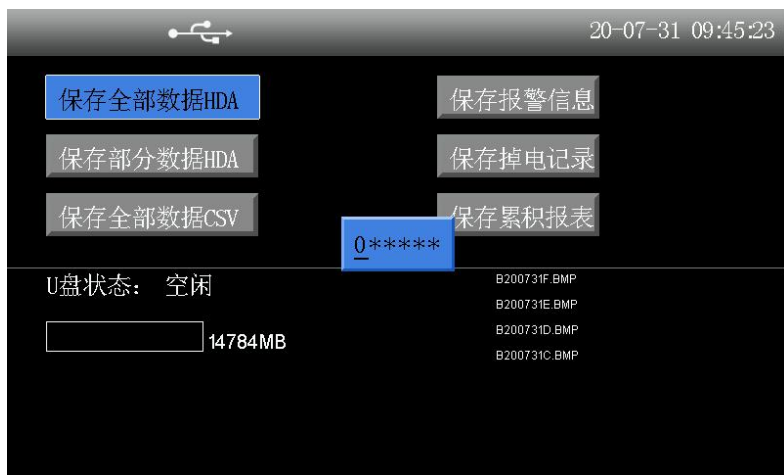 20-07-31 09:45:23
保存全部数据HDA
保存报警信息
保存部分数据HDA
保存掉电记录
保存全部数据CSV
保存累积报表
0*****
U盘状态： 空闲
14784MB
B200731F.BMP
B200731E.BMP
B200731D.BMP
B200731C.BMP